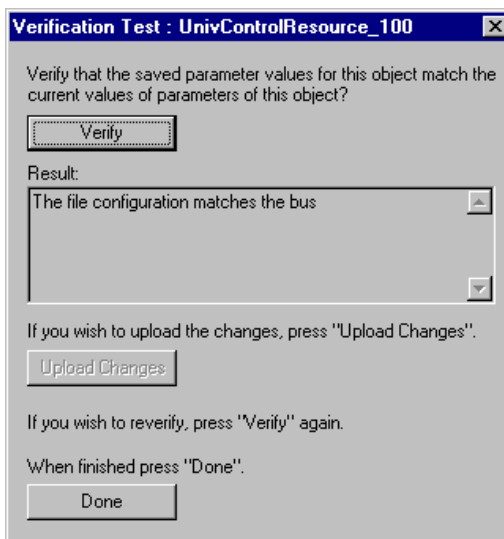 Verification Test : UnivControlResource_100
Verify that the saved parameter values for this object match the
current values of parameters of this object?
Verify
Result:
The file configuration matches the bus
If you wish to upload the changes, press "Upload Changes".
Upload Changes
If you wish to reverify, press "Verify" again.
When finished press "Done".
Done